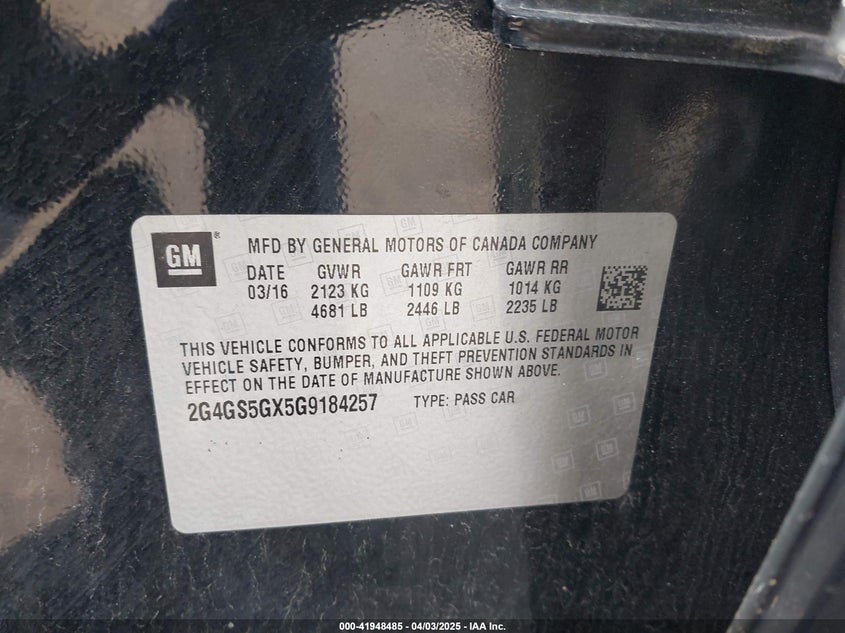 GM ® MFD BY GENERAL MOTORS OF CANADA COMPANY
DATE GVWR GAWR FRT GAWR RR
03/16 2123 KG 1109 KG 1014 KG
4681 LB 2446 LB 2235 LB
THIS VEHICLE CONFORMS TO ALL APPLICABLE U.S. FEDERAL MOTOR
VEHICLE SAFETY, BUMPER, AND THEFT PREVENTION STANDARDS IN
EFFECT ON THE DATE OF MANUFACTURE SHOWN ABOVE.
2G4GS5GX5G9184257 TYPE: PASS CAR
000-41948485 - 04/03/2025 - IAA Inc.